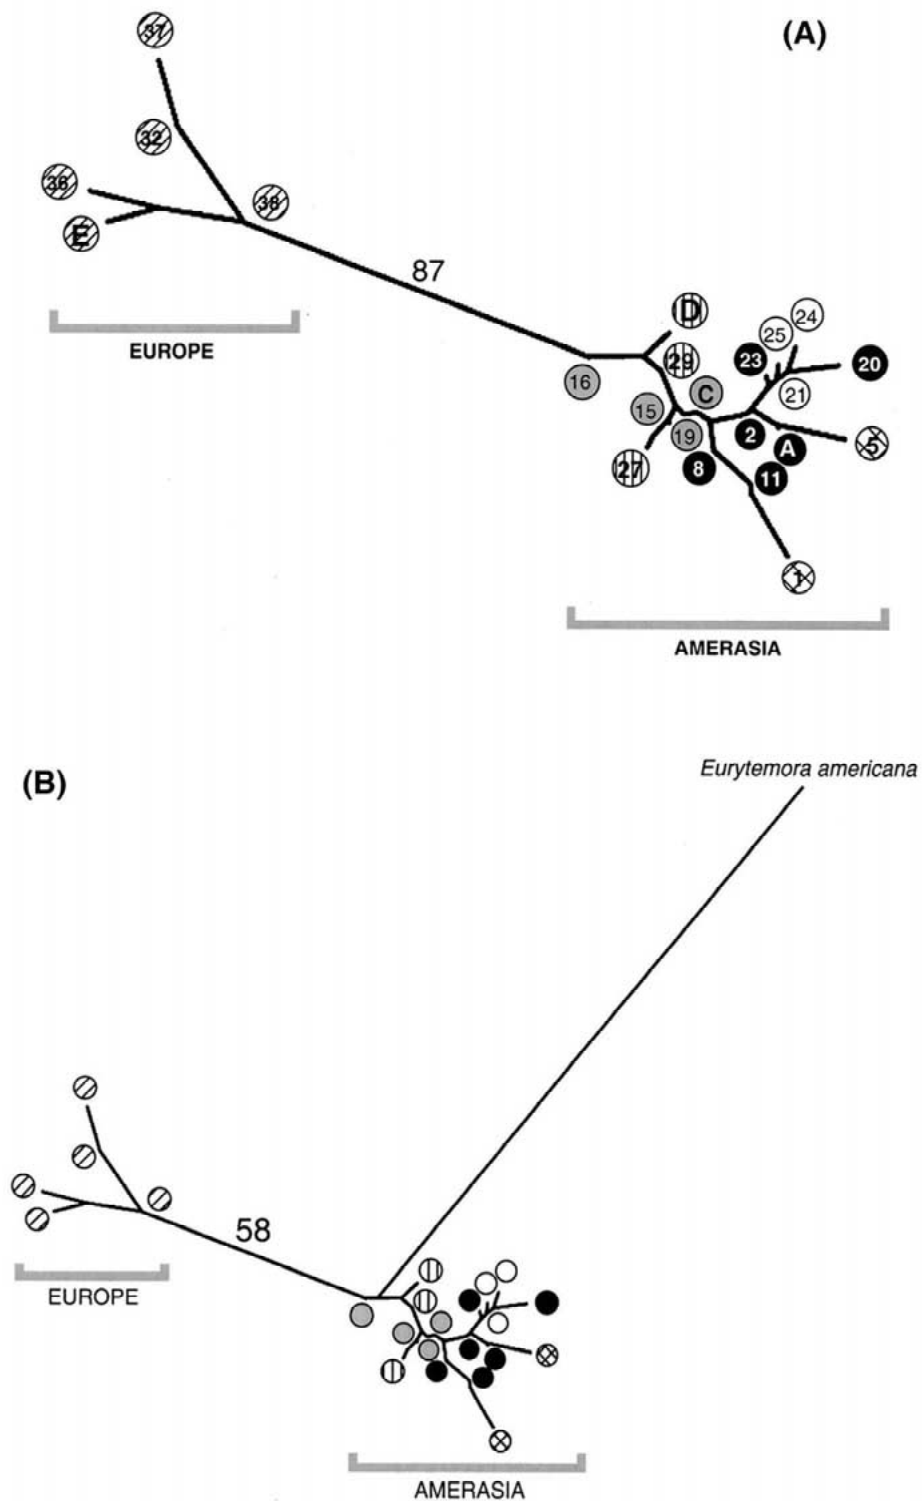 (A)
37
32
36
38
E
87
EUROPE
D
24
25
29
23
20
16
C
21
15
19
2
A
5
27
8
11
1
AMERASIA
(B)
Eurytemora americana
58
EUROPE
AMERASIA